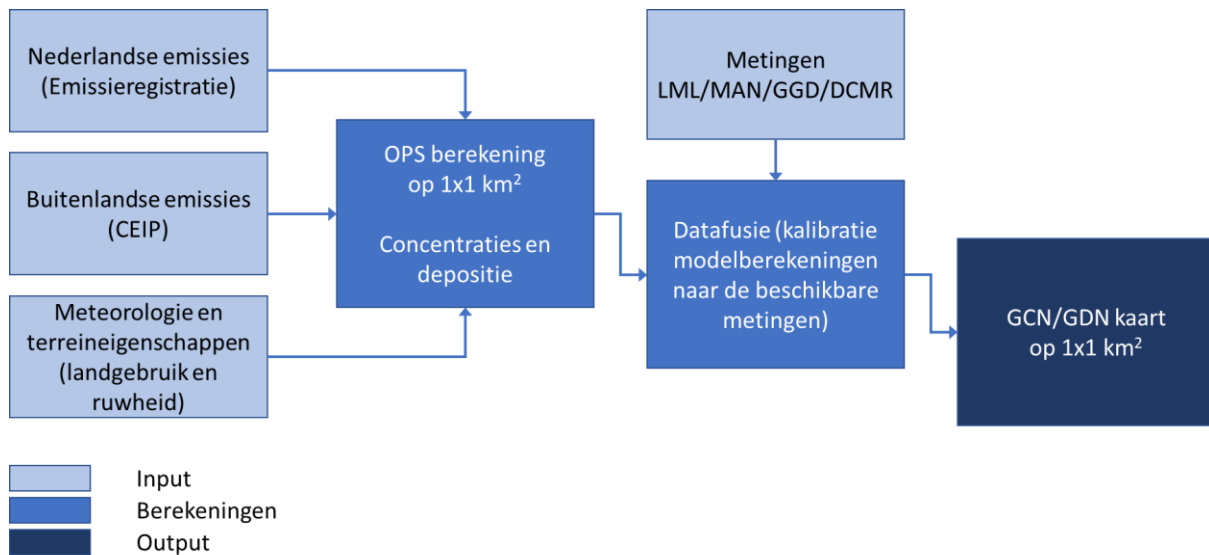 Nederlandse emissies
(Emissieregistratie)
Buitenlandse emissies
(CEIP)
Meteorologie en
terreineigenschappen
(landgebruik en
ruwheid)
OPS berekening
op 1x1 km²
Concentraties en
depositie
Metingen
LML/MAN/GGD/DCMR
Datafusie (kalibratie
modelberekeningen
naar de beschikbare
metingen)
GCN/GDN kaart
op 1x1 km²
Input
Berekeningen
Output